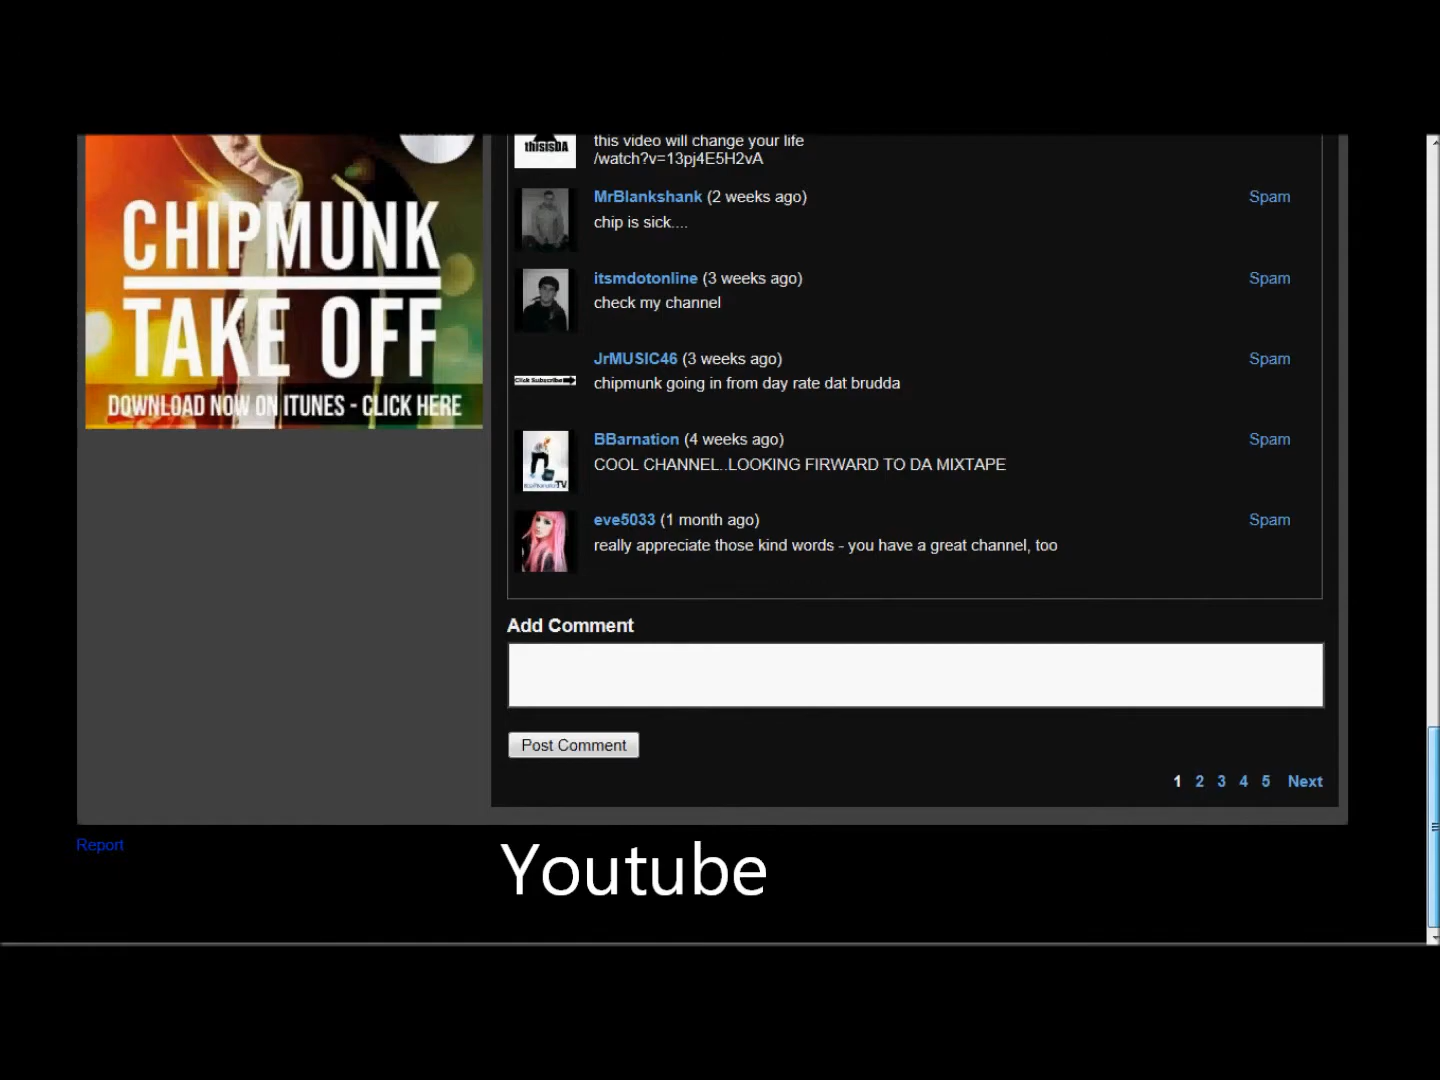 CHIPMUNK
TAKE OFF
DOWNLOAD NOW ON ITUNES - CLICK HERE
thisisDA
this video will change your life
/watch?v=13pj4E5H2vA
MrBlankshank (2 weeks ago)
Spam
chip is sick....
itsmdotonline (3 weeks ago)
Spam
check my channel
JrMUSIC46 (3 weeks ago)
Spam
Click Subscribe
chipmunk going in from day rate dat brudda
BBarnation (4 weeks ago)
Spam
COOL CHANNEL..LOOKING FIRWARD TO DA MIXTAPE
eve5033 (1 month ago)
Spam
really appreciate those kind words - you have a great channel, too
Add Comment
Post Comment
1 2 3 4 5 Next
Report
Youtube